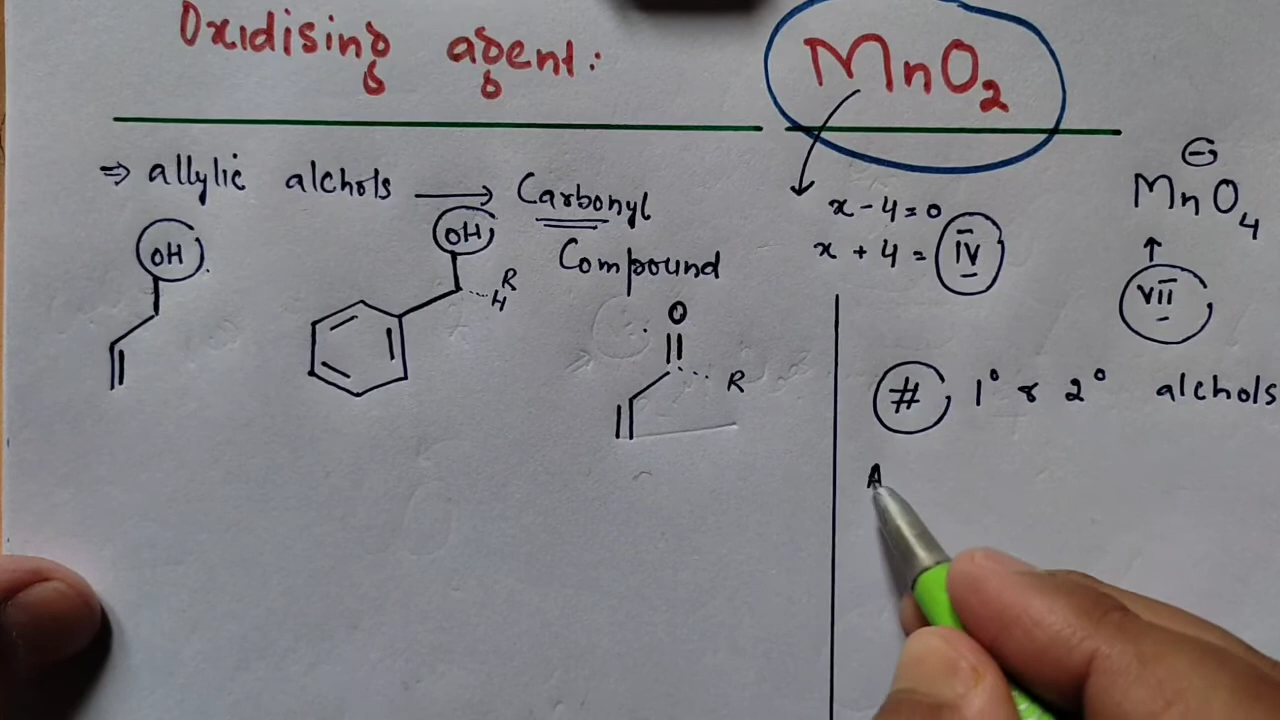 Oxidising agent: MnO2
⇒ allylic alchols → Carbonyl
Compound
OH
OH
R
H
O
R
x - 4 = 0
x + 4 = IV
⊖
MnO4
↑
VII
# 1° & 2° alchols
A